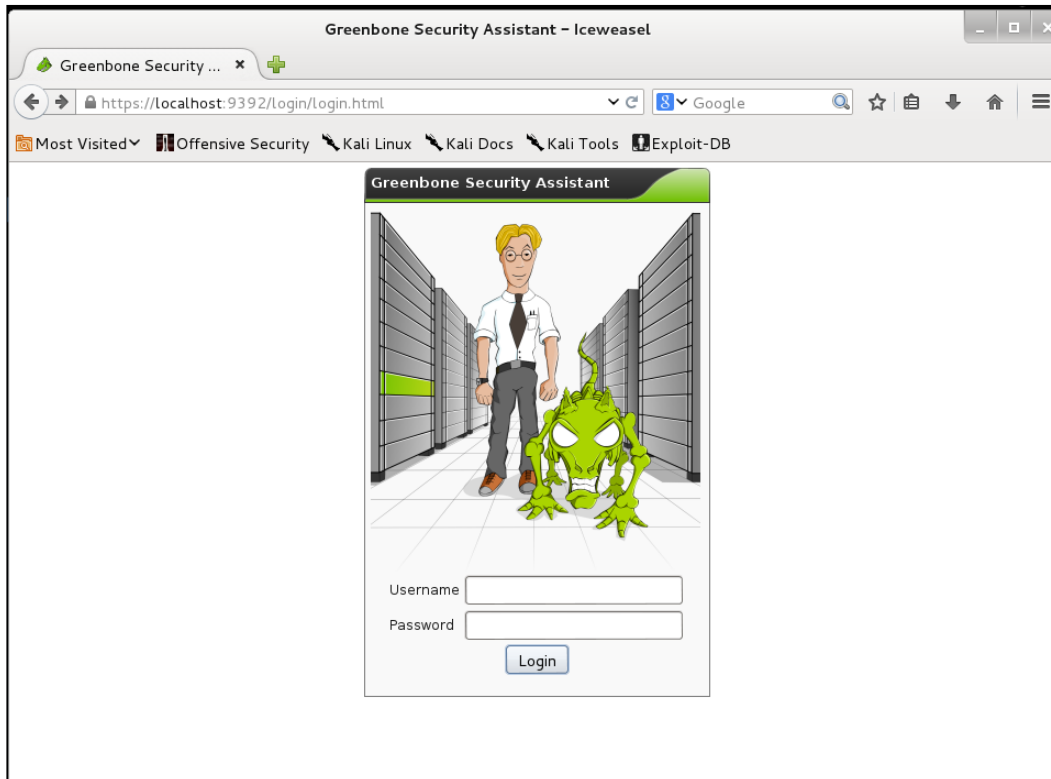 Greenbone Security Assistant - Iceweasel
Greenbone Security ...
https://localhost:9392/login/login.html
8 Google
Most Visited Offensive Security Kali Linux Kali Docs Kali Tools Exploit-DB
Greenbone Security Assistant
Username
Password
Login